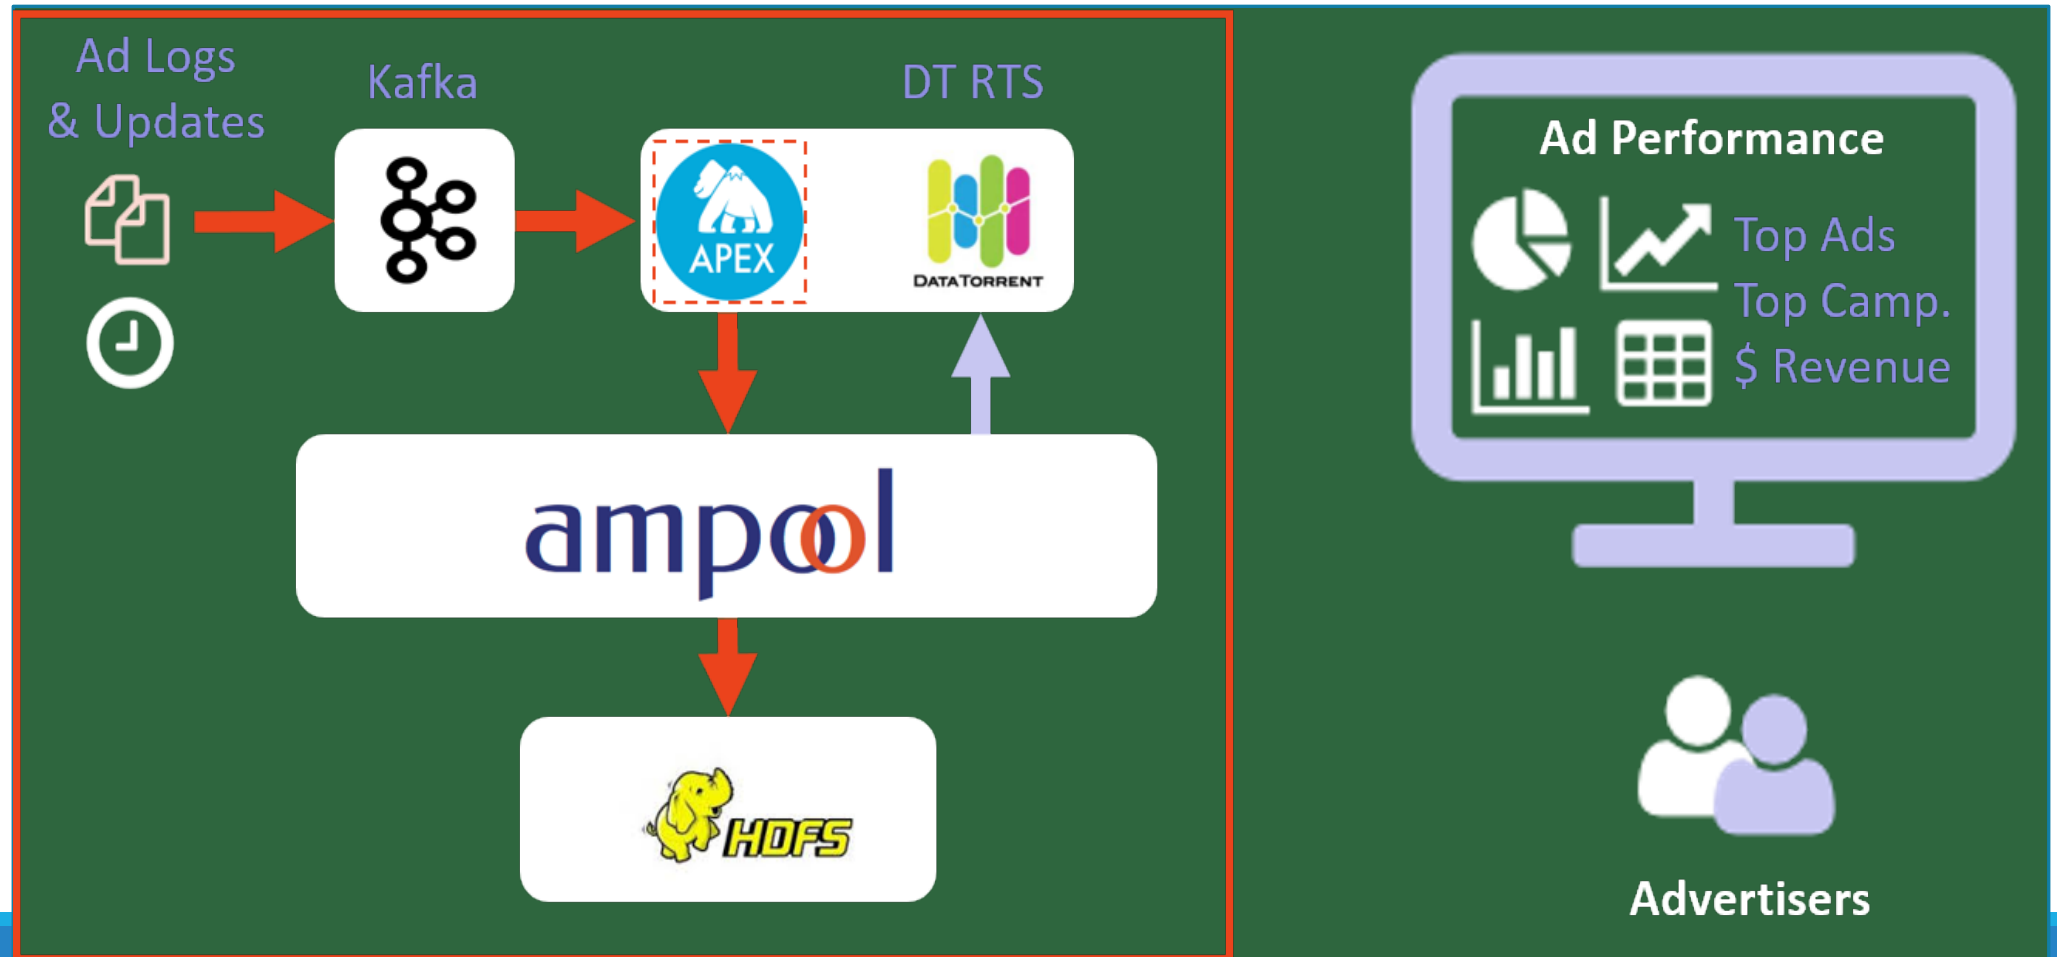 Ad Logs
& Updates
Kafka
DT RTS
APEX
DATATORRENT
ampool
HDFS
Ad Performance
Top Ads
Top Camp.
$ Revenue
Advertisers